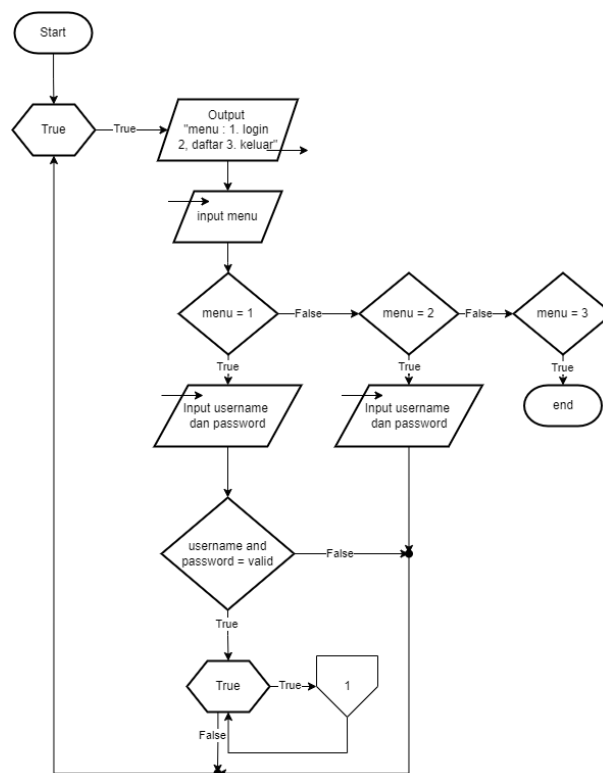 Start
True
True
Output
"menu : 1. login
2, daftar 3. keluar"
input menu
menu = 1
False
menu = 2
False
menu = 3
True
True
True
Input username
dan password
Input username
dan password
end
username and
password = valid
False
True
True
True
1
False